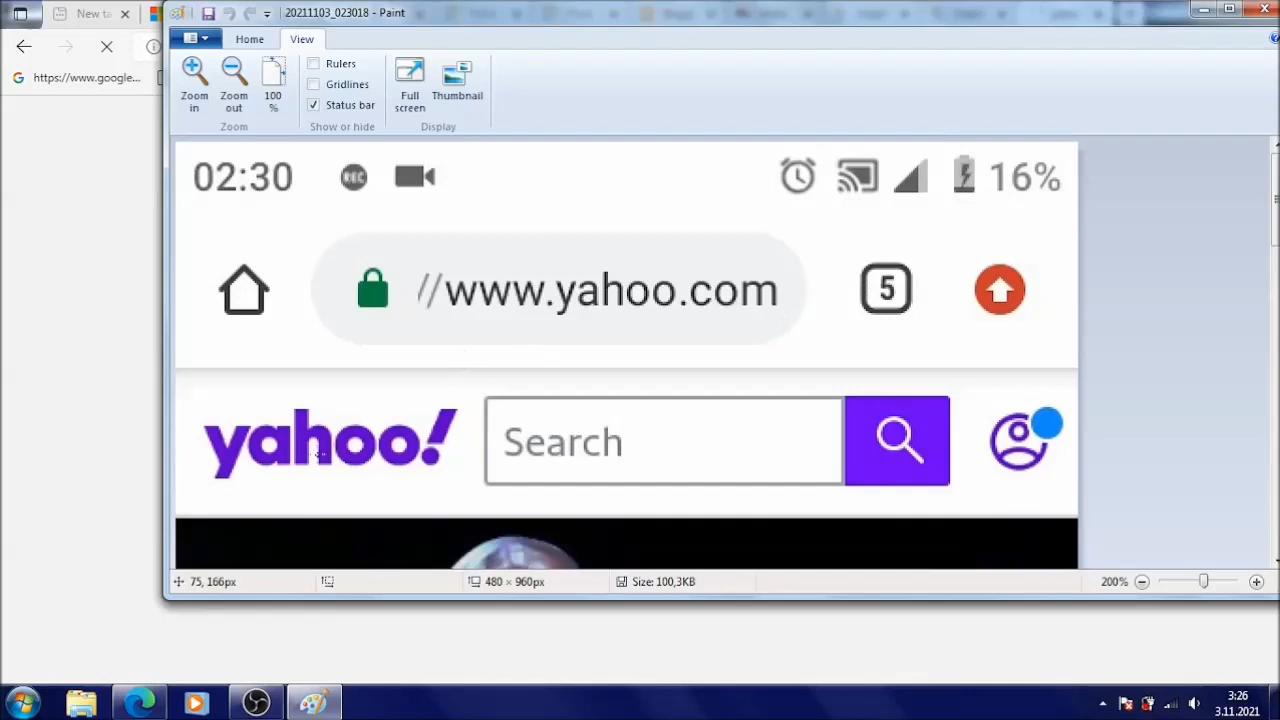 New ta
20211103_023018 - Paint
https://www.google...
Home
View
Zoom in
Zoom out
100 %
Rulers
Gridlines
Status bar
Full screen
Thumbnail
Zoom
Show or hide
Display
02:30
REC
16%
//www.yahoo.com
5
yahoo!
Search
75, 166px
480 × 960px
Size: 100,3KB
200%
3:26
3.11.2021